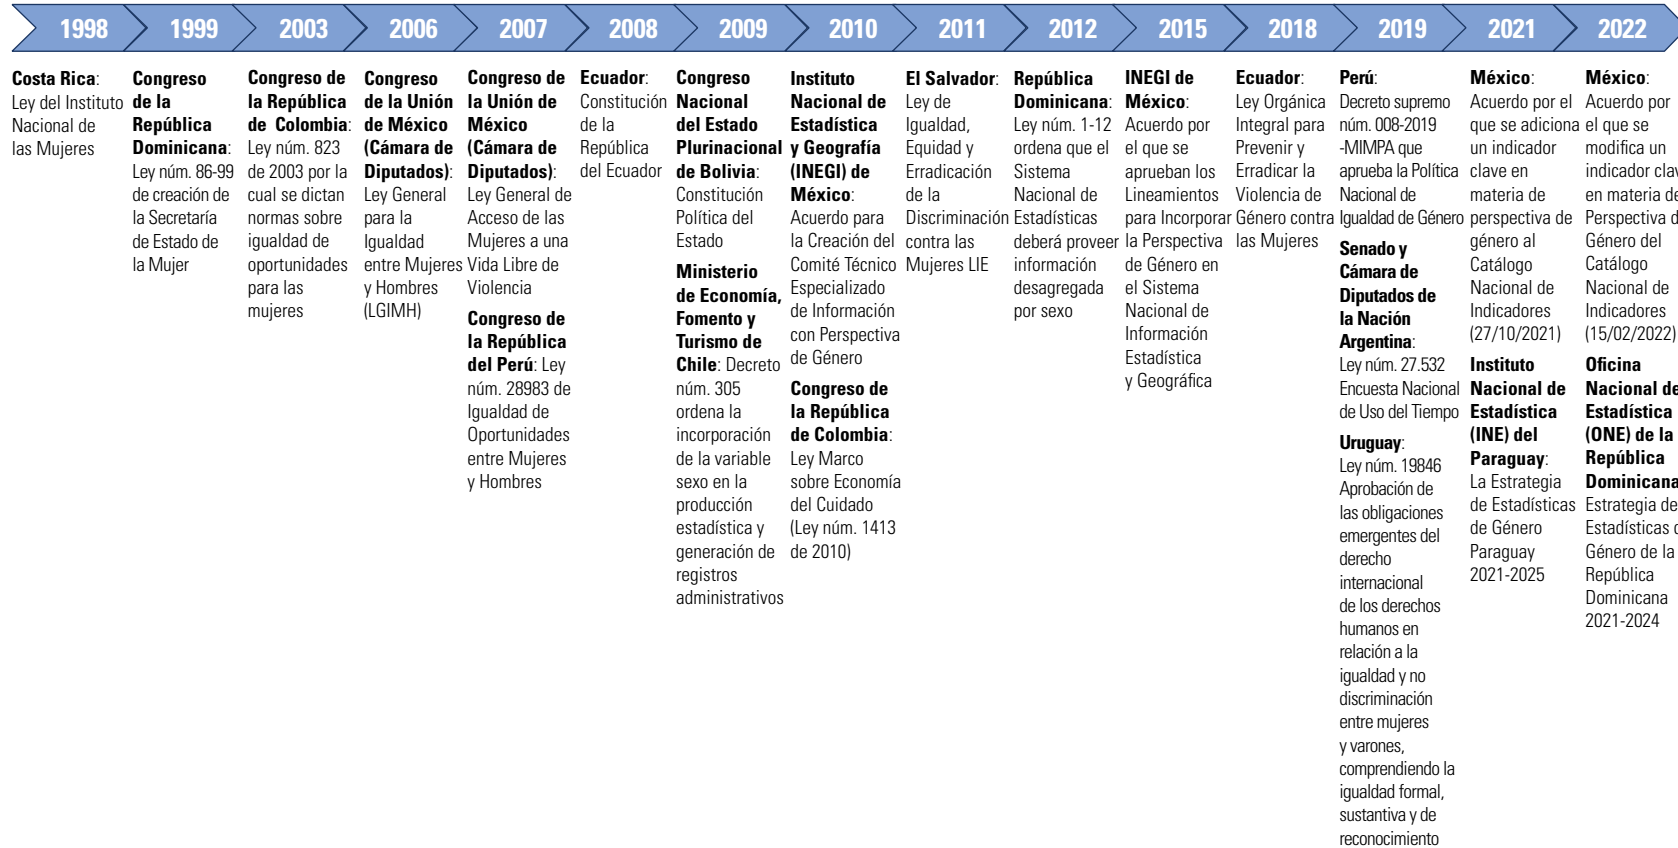 1998 1999 2003 2006 2007 2008 2009 2010 2011 2012 2015 2018 2019 2021 2022
Costa Rica:
Ley del Instituto
Nacional de
las Mujeres
Congreso
de la
República
Dominicana:
Ley núm. 86-99
de creación de
la Secretaría
de Estado de
la Mujer
Congreso de
la República
de Colombia:
Ley núm. 823
de 2003 por la
cual se dictan
normas sobre
igualdad de
oportunidades
para las
mujeres
Congreso
de la Unión
de México
(Cámara de
Diputados):
Ley General
para la
Igualdad
entre Mujeres
y Hombres
(LGIMH)
Congreso de
la Unión de
México
(Cámara de
Diputados):
Ley General de
Acceso de las
Mujeres a una
Vida Libre de
Violencia
Congreso de
la República
del Perú: Ley
núm. 28983 de
Igualdad de
Oportunidades
entre Mujeres
y Hombres
Ecuador:
Constitución
de la
República
del Ecuador
Congreso
Nacional
del Estado
Plurinacional
de Bolivia:
Constitución
Política del
Estado
Ministerio
de Economía,
Fomento y
Turismo de
Chile: Decreto
núm. 305
ordena la
incorporación
de la variable
sexo en la
producción
estadística y
generación de
registros
administrativos
Instituto
Nacional de
Estadística
y Geografía
(INEGI) de
México:
Acuerdo para
la Creación del
Comité Técnico
Especializado
de Información
con Perspectiva
de Género
Congreso de
la República
de Colombia:
Ley Marco
sobre Economía
del Cuidado
(Ley núm. 1413
de 2010)
El Salvador:
Ley de
Igualdad,
Equidad y
Erradicación
de la
Discriminación
contra las
Mujeres LIE
República
Dominicana:
Ley núm. 1-12
ordena que el
Sistema
Nacional de
Estadísticas
deberá proveer
información
desagregada
por sexo
INEGI de
México:
Acuerdo por
el que se
aprueban los
Lineamientos
para Incorporar
la Perspectiva
de Género en
el Sistema
Nacional de
Información
Estadística
y Geográfica
Ecuador:
Ley Orgánica
Integral para
Prevenir y
Erradicar la
Violencia de
Género contra
las Mujeres
Perú:
Decreto supremo
núm. 008-2019
-MIMPA que
aprueba la Política
Nacional de
Igualdad de Género
Senado y
Cámara de
Diputados de
la Nación
Argentina:
Ley núm. 27.532
Encuesta Nacional
de Uso del Tiempo
Uruguay:
Ley núm. 19846
Aprobación de
las obligaciones
emergentes del
derecho
internacional
de los derechos
humanos en
relación a la
igualdad y no
discriminación
entre mujeres
y varones,
comprendiendo la
igualdad formal,
sustantiva y de
reconocimiento
México:
Acuerdo por el
que se adiciona
un indicador
clave en
materia de
perspectiva de
género al
Catálogo
Nacional de
Indicadores
(27/10/2021)
Instituto
Nacional de
Estadística
(INE) del
Paraguay:
La Estrategia
de Estadísticas
de Género
Paraguay
2021-2025
México:
Acuerdo por
el que se
modifica un
indicador
en materia
Perspectiva
Género del
Catálogo
Nacional de
Indicadores
(15/02/2022)
Oficina
Nacional de
Estadística
(ONE) de la
República
Dominicana
Estrategia de
Estadísticas
Género de la
República
Dominicana
2021-2024